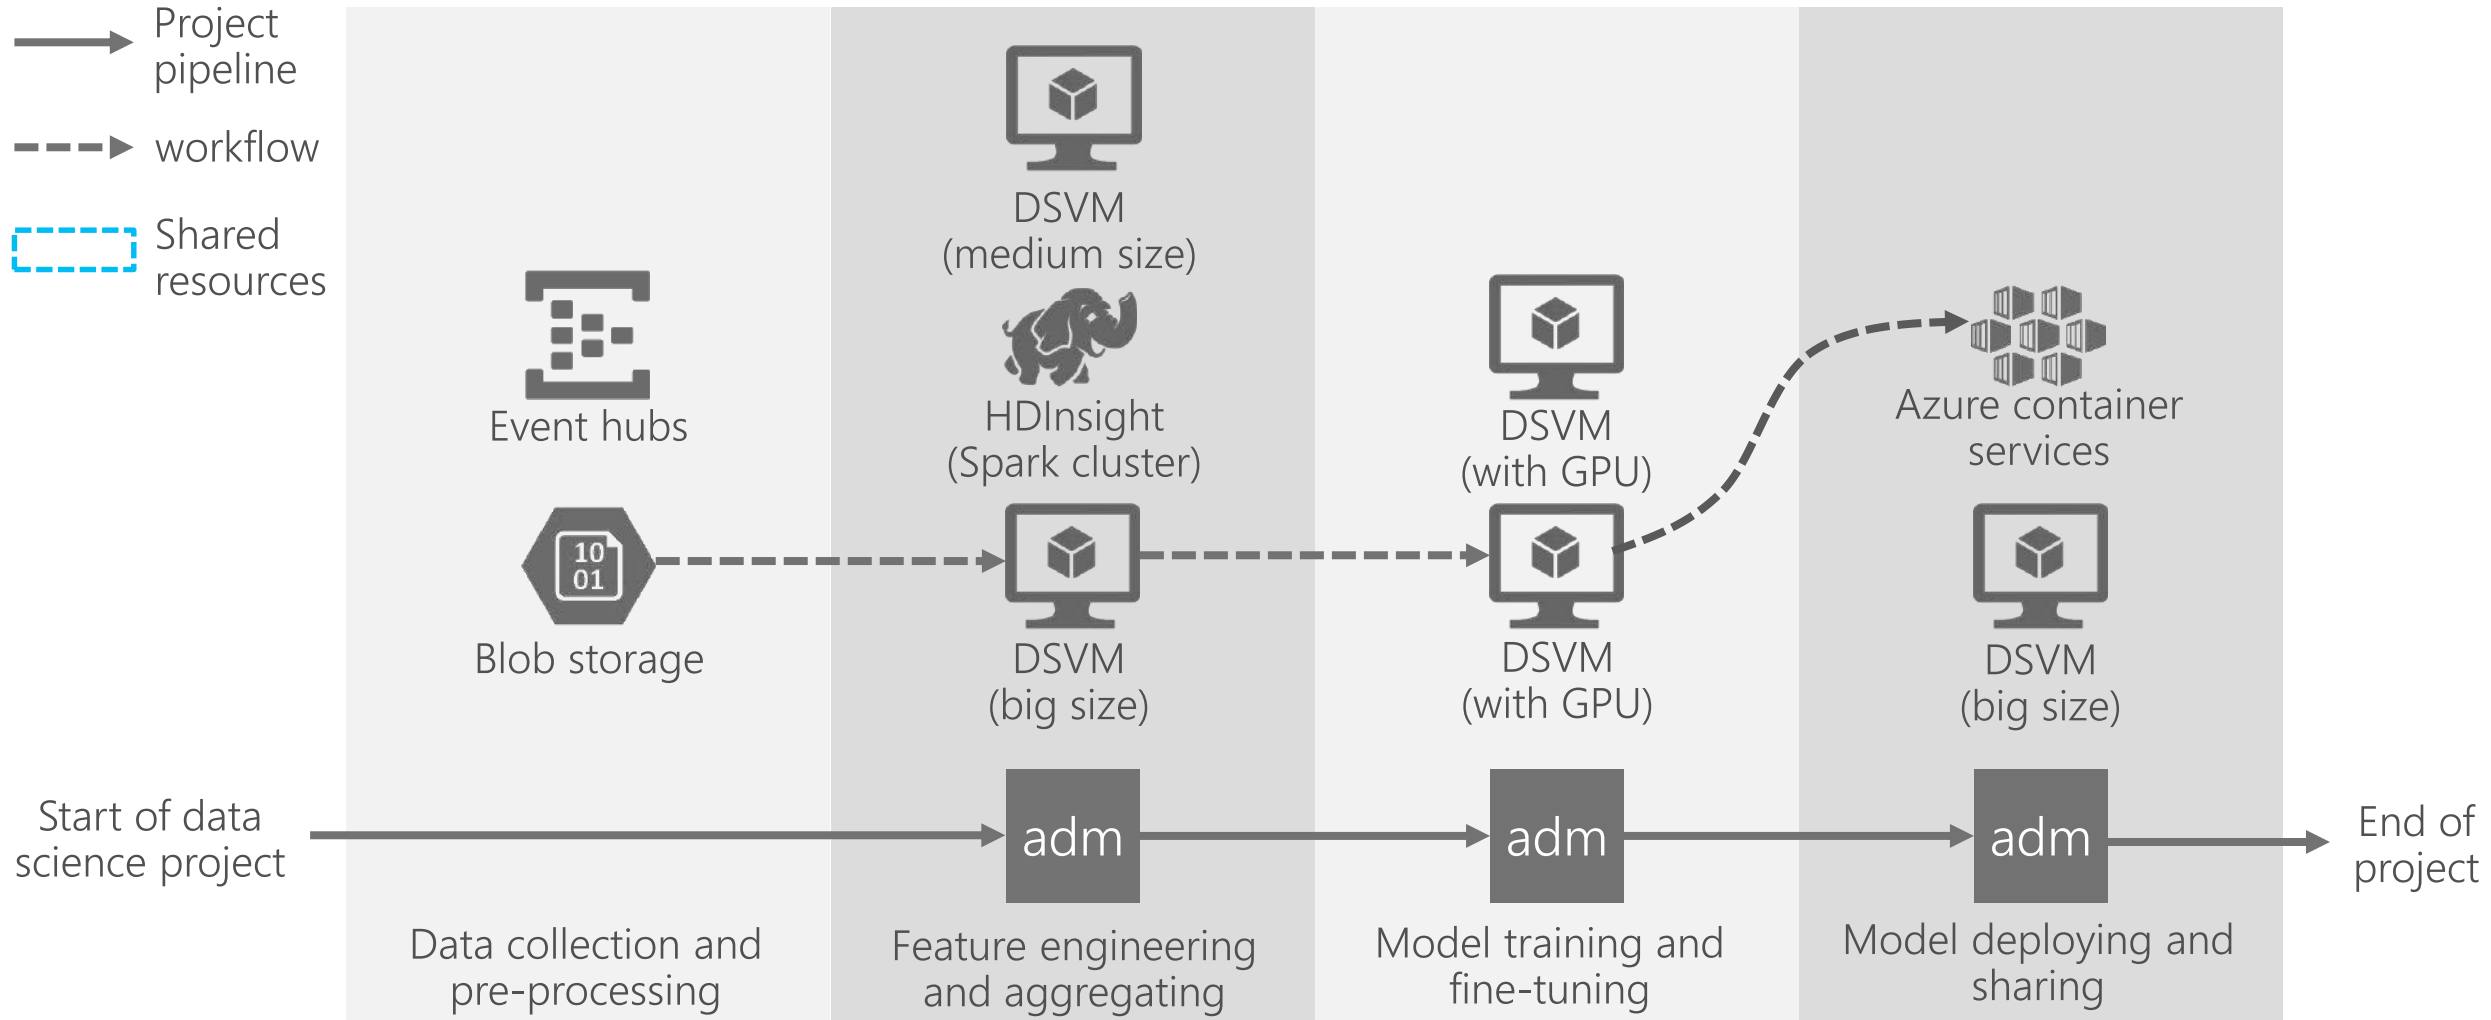 Project
pipeline
workflow
Shared
resources
Event hubs
10
01
Blob storage
DSVM
(medium size)
HDInsight
(Spark cluster)
DSVM
(big size)
DSVM
(with GPU)
DSVM
(with GPU)
Azure container
services
DSVM
(big size)
Start of data
science project
adm
adm
adm
End of
project
Data collection and
pre-processing
Feature engineering
and aggregating
Model training and
fine-tuning
Model deploying and
sharing